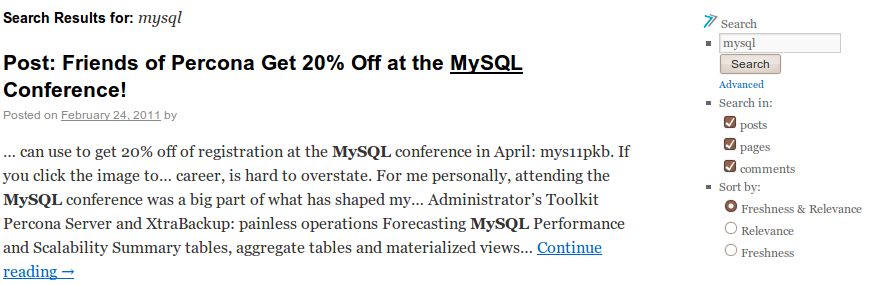 Search Results for: mysql
Post: Friends of Percona Get 20% Off at the MySQL
Conference!
Posted on February 24, 2011 by
... can use to get 20% off of registration at the MySQL conference in April: mys11pkb. If
you click the image to... career, is hard to overstate. For me personally, attending the
MySQL conference was a big part of what has shaped my... Administrator’s Toolkit
Percona Server and XtraBackup: painless operations Forecasting MySQL Performance
and Scalability Summary tables, aggregate tables and materialized views... Continue
reading →
Search
mysql
Search
Advanced
Search in:
posts
pages
comments
Sort by:
Freshness & Relevance
Relevance
Freshness